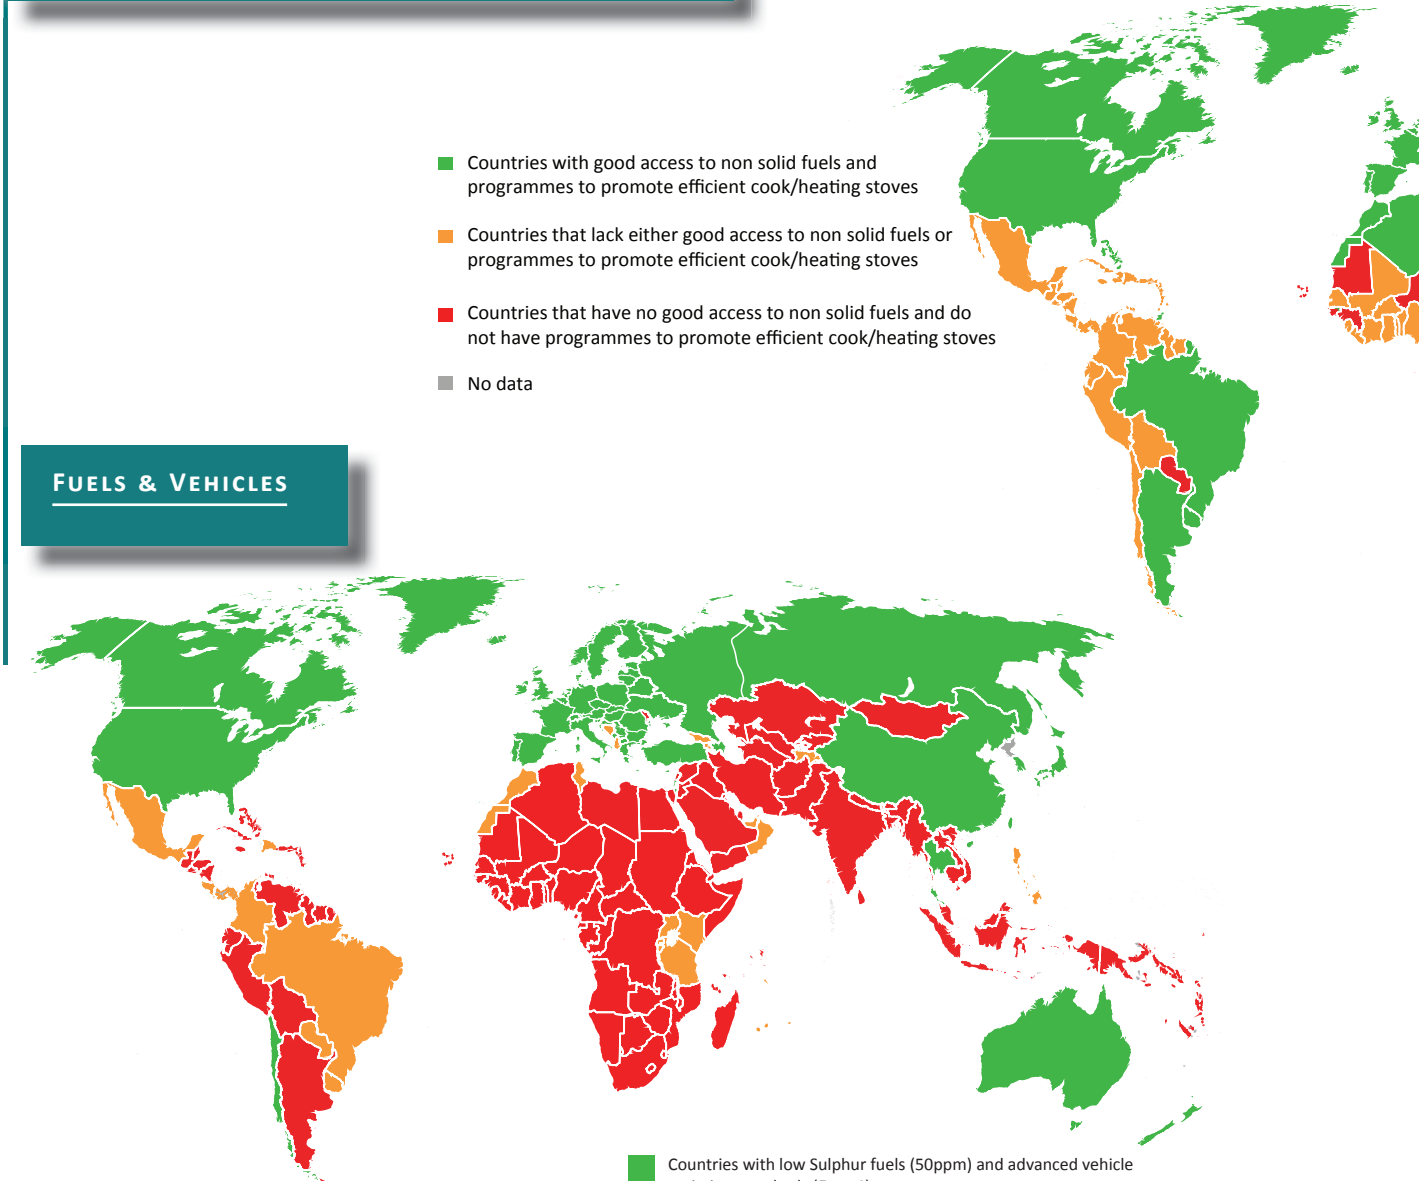 Countries with good access to non solid fuels and
programmes to promote efficient cook/heating stoves
Countries that lack either good access to non solid fuels or
programmes to promote efficient cook/heating stoves
Countries that have no good access to non solid fuels and do
not have programmes to promote efficient cook/heating stoves
No data
FUELS & VEHICLES
Countries with low Sulphur fuels (50ppm) and advanced vehicle